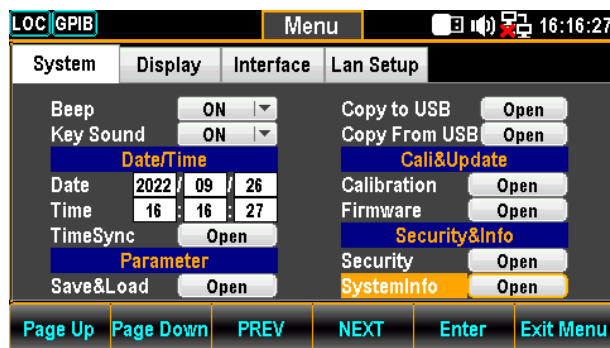 LOC GPIB Menu 16:16:27
System Display Interface Lan Setup
Beep ON
Key Sound ON
Date/Time
Date 2022 / 09 / 26
Time 16 : 16 : 27
TimeSync Open
Parameter
Save&Load Open
Copy to USB Open
Copy From USB Open
Cali&Update
Calibration Open
Firmware Open
Security&Info
Security Open
SystemInfo Open
Page Up Page Down PREV NEXT Enter Exit Menu